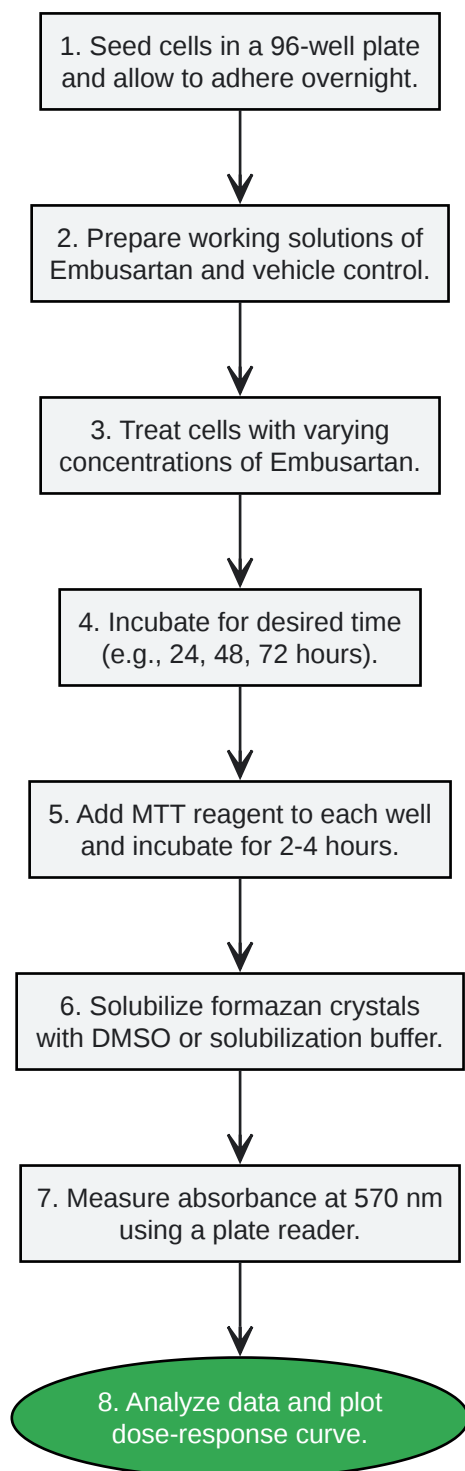 1. Seed cells in a 96-well plate
and allow to adhere overnight.
2. Prepare working solutions of
Embusartan and vehicle control.
3. Treat cells with varying
concentrations of Embusartan.
4. Incubate for desired time
(e.g., 24, 48, 72 hours).
5. Add MTT reagent to each well
and incubate for 2-4 hours.
6. Solubilize formazan crystals
with DMSO or solubilization buffer.
7. Measure absorbance at 570 nm
using a plate reader.
8. Analyze data and plot
dose-response curve.